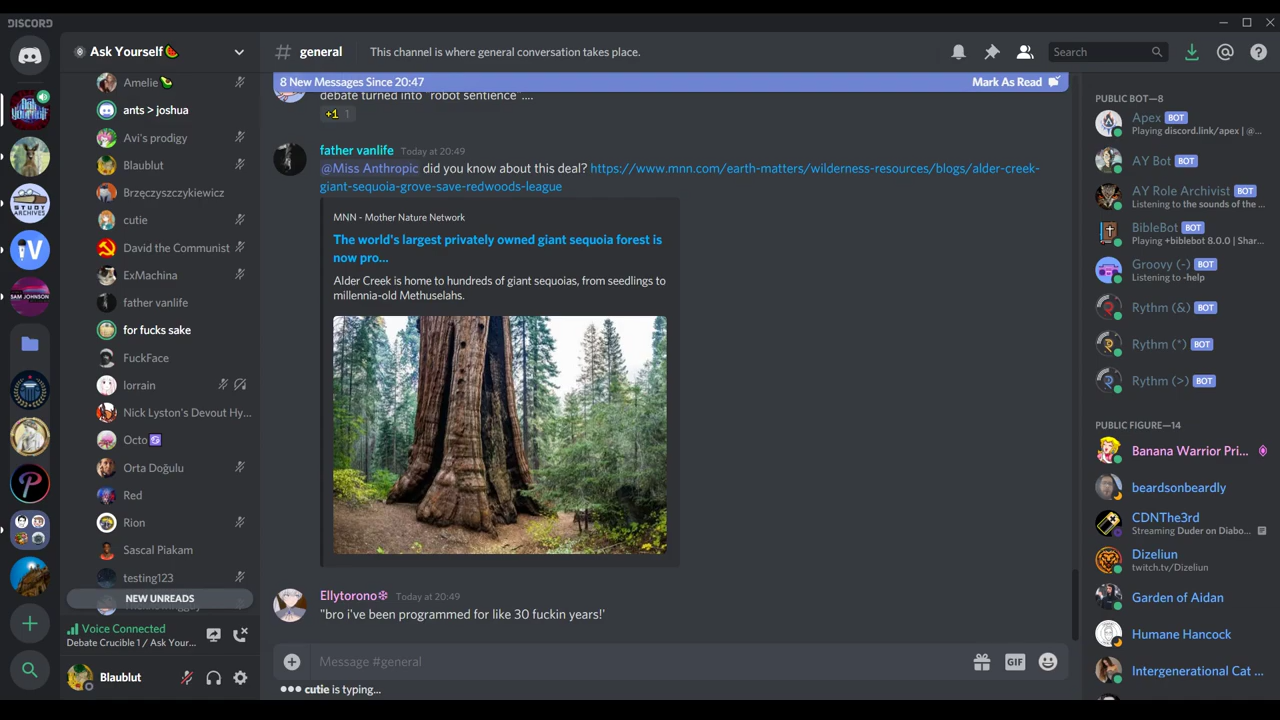 DISCORD
Ask Yourself🍉
# general
This channel is where general conversation takes place.
Search
Amelie 🥑
ants > joshua
Avi's prodigy
Blaublut
Brzęczyszczykiewicz
cutie
David the Communist
ExMachina
father vanlife
for fucks sake
FuckFace
lorrain
Nick Lyston's Devout Hy...
Octo
Orta Doğulu
Red
Rion
Sascal Piakam
testing123
NEW UNREADS
Voice Connected
Debate Crucible 1 / Ask Your...
Blaublut
SAM JOHNSON
STUDY
ARCHIVES
8 New Messages Since 20:47
Mark As Read
debate turned into "robot sentience"....
+1 1
father vanlife Today at 20:49
@Miss Anthropic did you know about this deal? https://www.mnn.com/earth-matters/wilderness-resources/blogs/alder-creek-
giant-sequoia-grove-save-redwoods-league
MNN - Mother Nature Network
The world's largest privately owned giant sequoia forest is
now pro...
Alder Creek is home to hundreds of giant sequoias, from seedlings to
millennia-old Methuselahs.
Ellytorono❄ Today at 20:49
"bro i've been programmed for like 30 fuckin years!'
Message #general
GIF
cutie is typing...
PUBLIC BOT—8
Apex BOT
Playing discord.link/apex | @...
AY Bot BOT
AY Role Archivist BOT
Listening to the sounds of the ...
BibleBot BOT
Playing +biblebot 8.0.0 | Shar...
Groovy (-) BOT
Listening to -help
Rythm (&) BOT
Rythm (*) BOT
Rythm (>) BOT
PUBLIC FIGURE—14
Banana Warrior Pri...
beardsonbeardly
CDNThe3rd
Streaming Duder on Diabo...
Dizeliun
twitch.tv/Dizeliun
Garden of Aidan
Humane Hancock
Intergenerational Cat ...